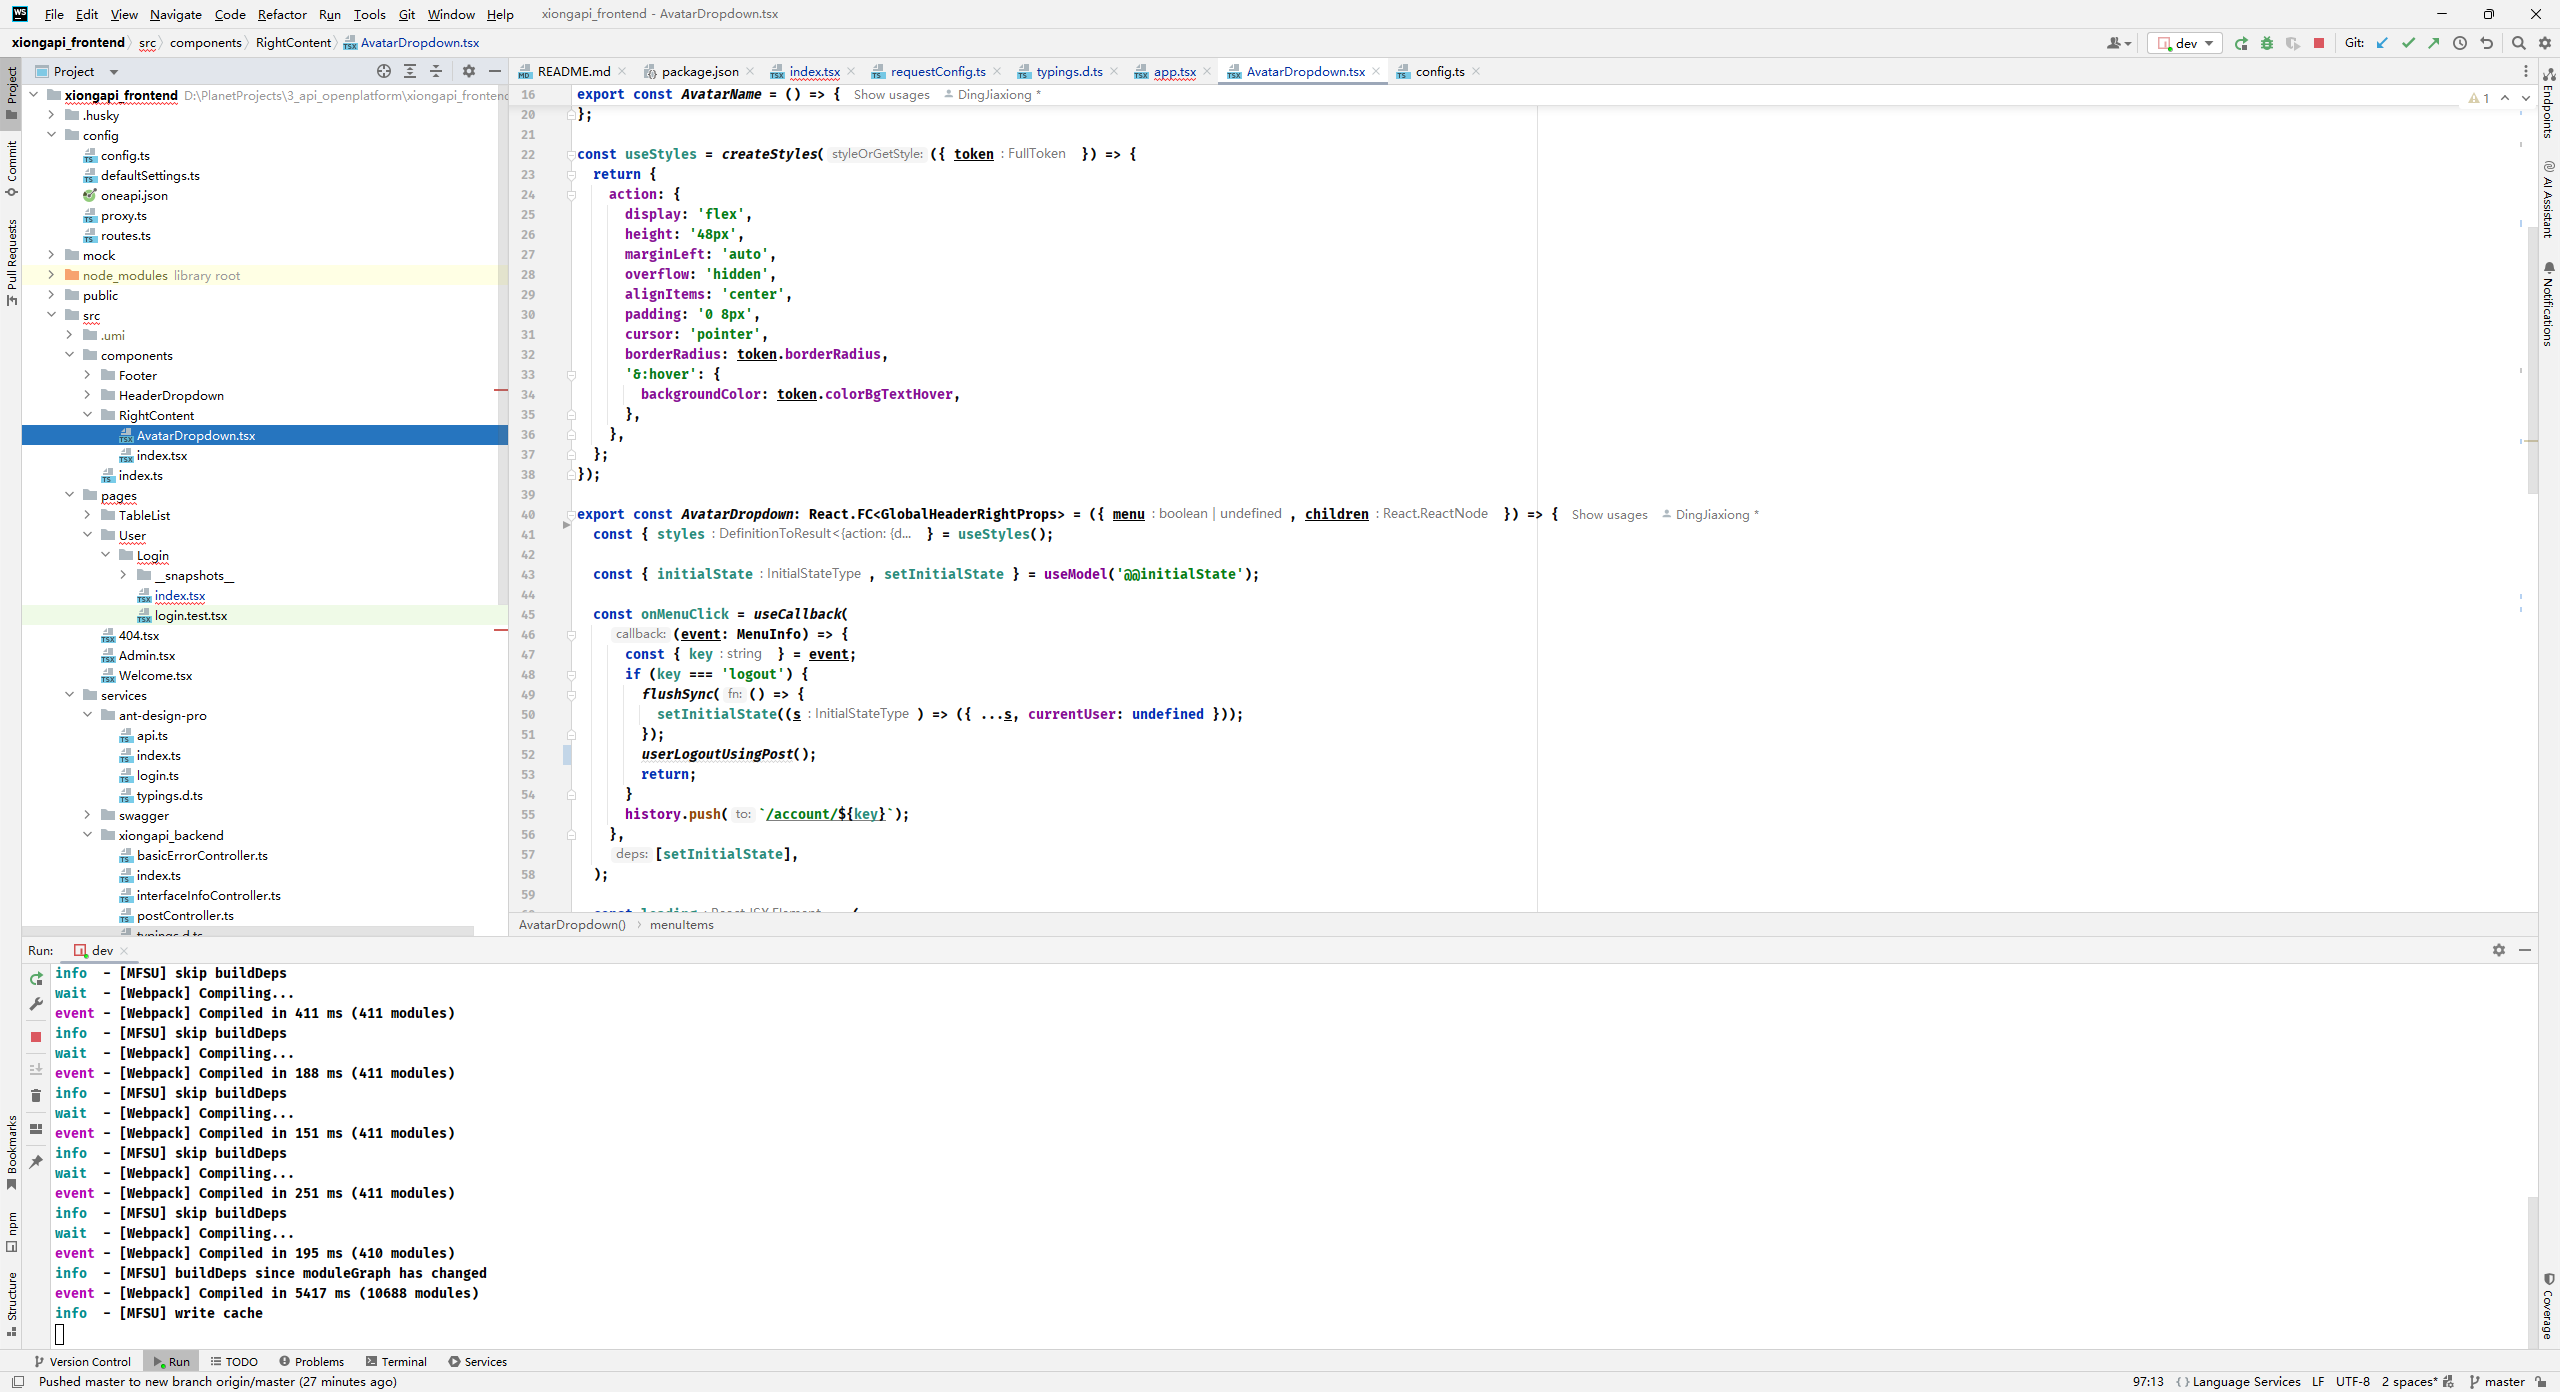 File Edit View Navigate Code Refactor Run Tools Git Window Help xiongapi_frontend - AvatarDropdown.tsx
xiongapi_frontend src components RightContent AvatarDropdown.tsx dev Git:
Project
README.md package.json index.tsx requestConfig.ts typings.d.ts app.tsx AvatarDropdown.tsx config.ts
Project
Commit
Pull Requests
Bookmarks
npm
Structure
xiongapi_frontend D:\PlanetProjects\3_api_openplatform\xiongapi_frontend
.husky
config
config.ts
defaultSettings.ts
oneapi.json
proxy.ts
routes.ts
mock
node_modules library root
public
src
.umi
components
Footer
HeaderDropdown
RightContent
AvatarDropdown.tsx
index.tsx
index.ts
pages
TableList
User
Login
__snapshots__
index.tsx
login.test.tsx
404.tsx
Admin.tsx
Welcome.tsx
services
ant-design-pro
api.ts
index.ts
login.ts
typings.d.ts
swagger
xiongapi_backend
basicErrorController.ts
index.ts
interfaceInfoController.ts
postController.ts
typings.d.ts
16 export const AvatarName = () => { Show usages DingJiaxiong *
1
20 };
21
22 const useStyles = createStyles( styleOrGetStyle: ({ token : FullToken }) => {
23 return {
24 action: {
25 display: 'flex',
26 height: '48px',
27 marginLeft: 'auto',
28 overflow: 'hidden',
29 alignItems: 'center',
30 padding: '0 8px',
31 cursor: 'pointer',
32 borderRadius: token.borderRadius,
33 '&:hover': {
34 backgroundColor: token.colorBgTextHover,
35 },
36 },
37 };
38 });
39
40 export const AvatarDropdown: React.FC<GlobalHeaderRightProps> = ({ menu : boolean | undefined , children : React.ReactNode }) => { Show usages DingJiaxiong *
41 const { styles : DefinitionToResult<{action: {d... } = useStyles();
42
43 const { initialState : InitialStateType , setInitialState } = useModel('@@initialState');
44
45 const onMenuClick = useCallback(
46 callback: (event: MenuInfo) => {
47 const { key : string } = event;
48 if (key === 'logout') {
49 flushSync( fn: () => {
50 setInitialState((s : InitialStateType ) => ({ ...s, currentUser: undefined }));
51 });
52 userLogoutUsingPost();
53 return;
54 }
55 history.push( to: `/account/${key}`);
56 },
57 deps: [setInitialState],
58 );
59
AvatarDropdown() menuItems
Endpoints
AI Assistant
Notifications
Coverage
Run: dev
info - [MFSU] skip buildDeps
wait - [Webpack] Compiling...
event - [Webpack] Compiled in 411 ms (411 modules)
info - [MFSU] skip buildDeps
wait - [Webpack] Compiling...
event - [Webpack] Compiled in 188 ms (411 modules)
info - [MFSU] skip buildDeps
wait - [Webpack] Compiling...
event - [Webpack] Compiled in 151 ms (411 modules)
info - [MFSU] skip buildDeps
wait - [Webpack] Compiling...
event - [Webpack] Compiled in 251 ms (411 modules)
info - [MFSU] skip buildDeps
wait - [Webpack] Compiling...
event - [Webpack] Compiled in 195 ms (410 modules)
info - [MFSU] buildDeps since moduleGraph has changed
event - [Webpack] Compiled in 5417 ms (10688 modules)
info - [MFSU] write cache
Version Control Run TODO Problems Terminal Services
Pushed master to new branch origin/master (27 minutes ago) 97:13 Language Services LF UTF-8 2 spaces* master